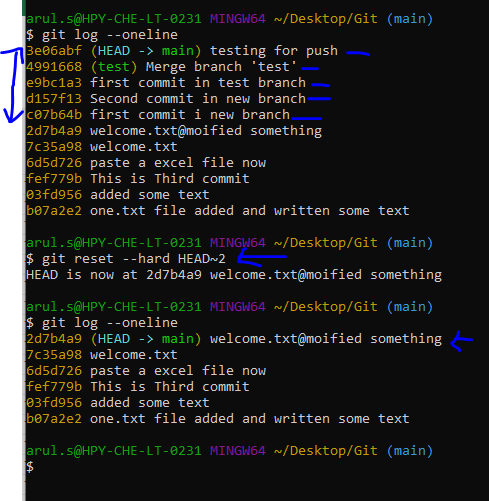 arul.s@HPY-CHE-LT-0231 MINGW64 ~/Desktop/Git (main)
$ git log --oneline
3e06abf (HEAD -> main) testing for push
4991668 (test) Merge branch 'test'
e9bc1a3 first commit in test branch
d157f13 Second commit in new branch
c07b64b first commit i new branch
2d7b4a9 welcome.txt@moified something
7c35a98 welcome.txt
6d5d726 paste a excel file now
fef779b This is Third commit
03fd956 added some text
b07a2e2 one.txt file added and written some text
arul.s@HPY-CHE-LT-0231 MINGW64 ~/Desktop/Git (main)
$ git reset --hard HEAD~2
HEAD is now at 2d7b4a9 welcome.txt@moified something
arul.s@HPY-CHE-LT-0231 MINGW64 ~/Desktop/Git (main)
$ git log --oneline
2d7b4a9 (HEAD -> main) welcome.txt@moified something
7c35a98 welcome.txt
6d5d726 paste a excel file now
fef779b This is Third commit
03fd956 added some text
b07a2e2 one.txt file added and written some text
arul.s@HPY-CHE-LT-0231 MINGW64 ~/Desktop/Git (main)
$